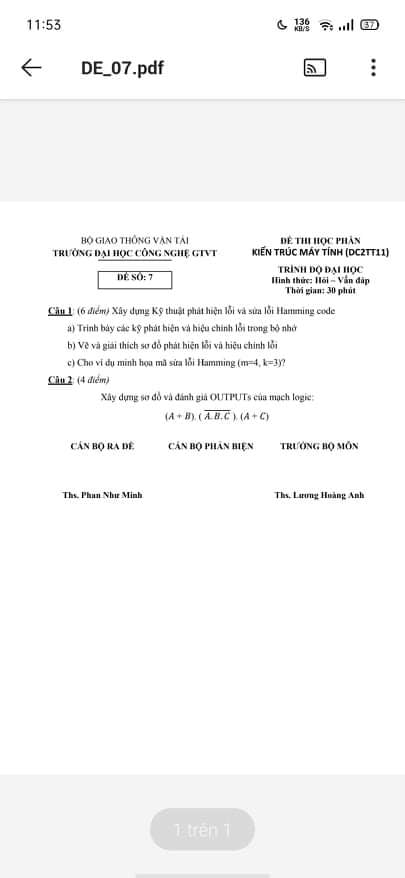 11:53
136
KB/S
37
DE_07.pdf
BỘ GIAO THÔNG VẬN TẢI
TRƯỜNG ĐẠI HỌC CÔNG NGHỆ GTVT
ĐỀ SỐ: 7
ĐỀ THI HỌC PHẦN
KIẾN TRÚC MÁY TÍNH (DC2TT11)
TRÌNH ĐỘ ĐẠI HỌC
Hình thức: Hỏi – Vấn đáp
Thời gian: 30 phút
Câu 1: (6 điểm) Xây dựng Kỹ thuật phát hiện lỗi và sửa lỗi Hamming code
a) Trình bày các kỹ phát hiện và hiệu chỉnh lỗi trong bộ nhớ
b) Vẽ và giải thích sơ đồ phát hiện lỗi và hiệu chỉnh lỗi
c) Cho ví dụ minh họa mã sửa lỗi Hamming (m=4, k=3)?
Câu 2: (4 điểm)
Xây dựng sơ đồ và đánh giá OUTPUTs của mạch logic:
(A + B). ( A̅.̅ ̅B̅.̅ ̅C̅ ). (A + C)
CÁN BỘ RA ĐỀ CÁN BỘ PHẢN BIỆN TRƯỞNG BỘ MÔN
Ths. Phan Như Minh Ths. Lương Hoàng Anh
1 trên 1